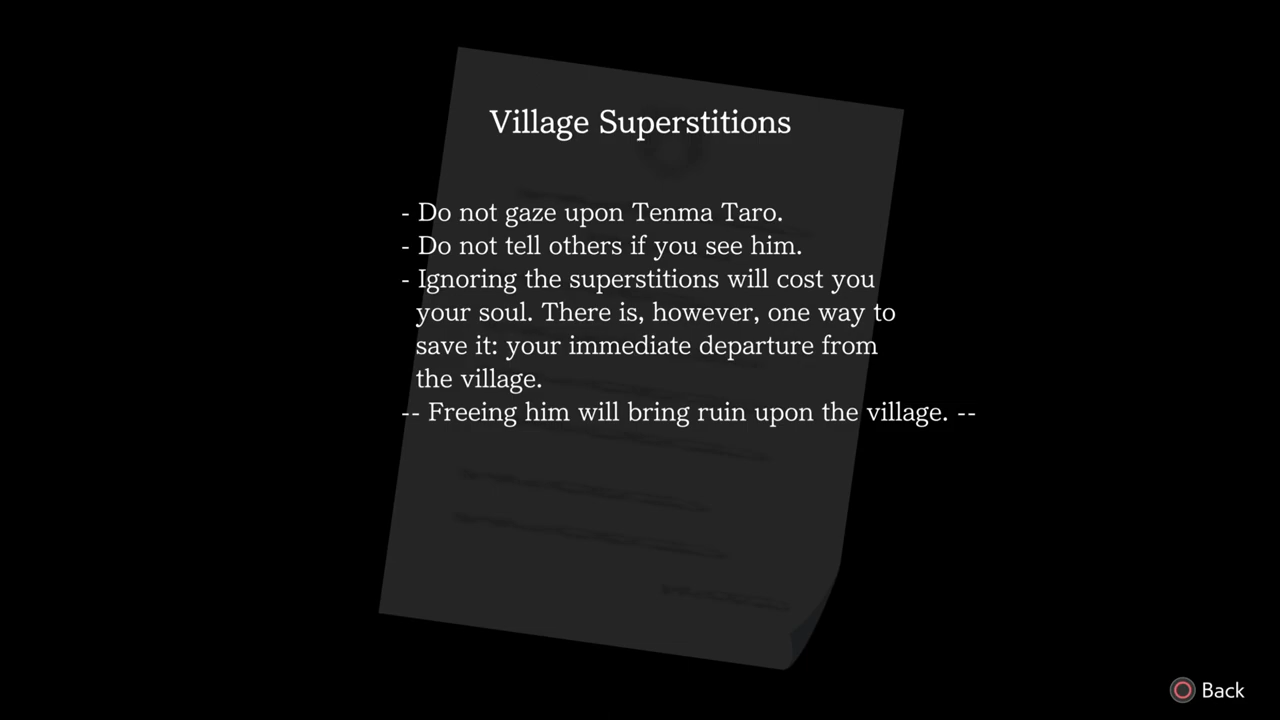 Village Superstitions
- Do not gaze upon Tenma Taro.
- Do not tell others if you see him.
- Ignoring the superstitions will cost you
your soul. There is, however, one way to
save it: your immediate departure from
the village.
-- Freeing him will bring ruin upon the village. --
Back